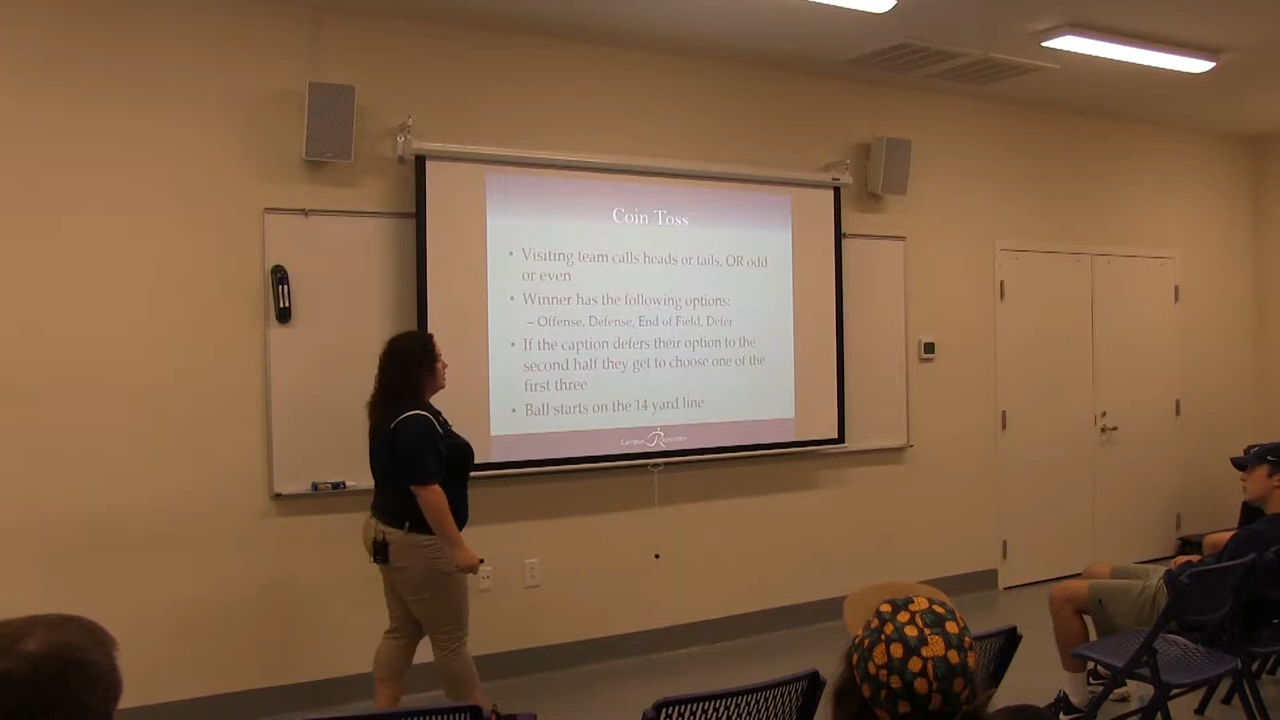 Coin Toss
• Visiting team calls heads or tails, OR odd
or even
• Winner has the following options:
– Offense, Defense, End of Field, Defer
• If the caption defers their option to the
second half they get to choose one of the
first three
• Ball starts on the 14 yard line
Campus Recreation